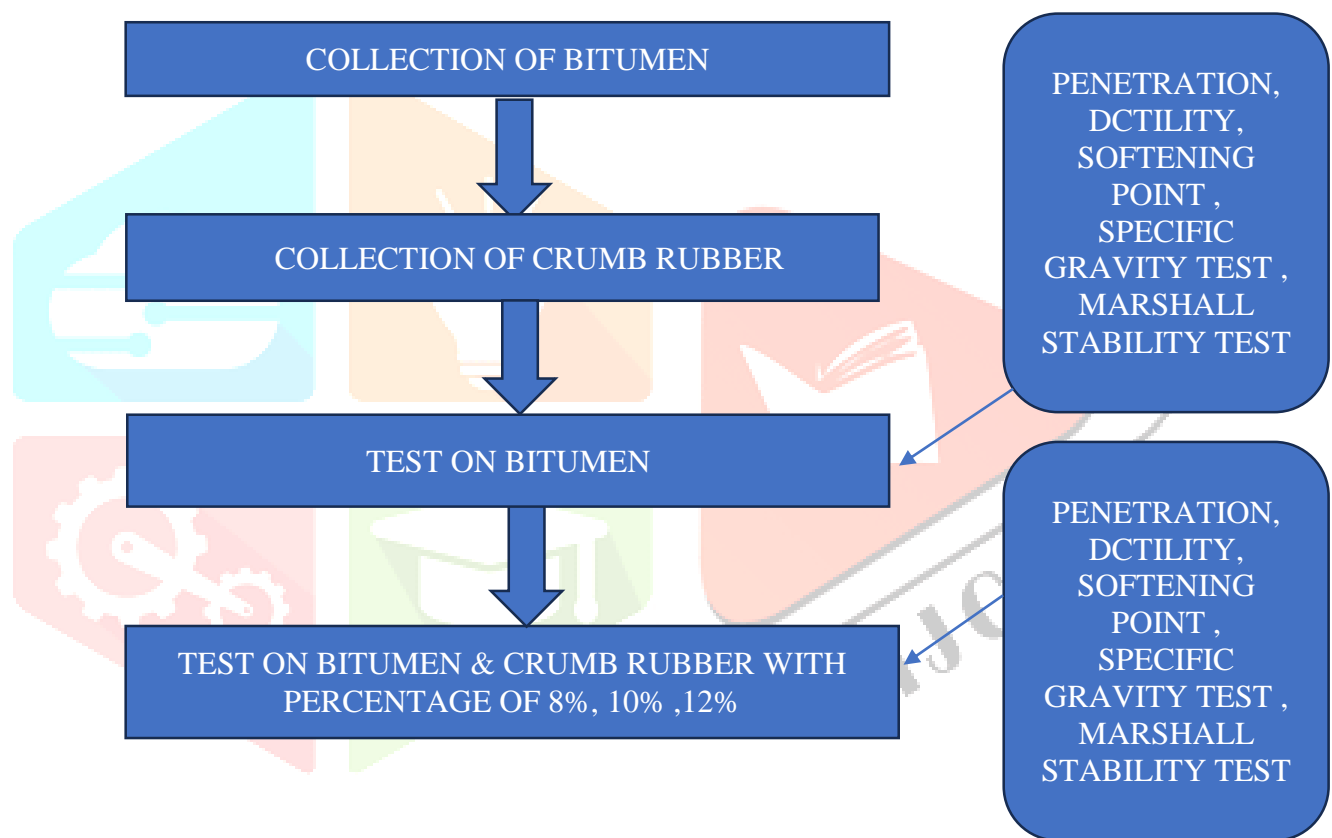 COLLECTION OF BITUMEN
COLLECTION OF CRUMB RUBBER
TEST ON BITUMEN
TEST ON BITUMEN & CRUMB RUBBER WITH
PERCENTAGE OF 8%, 10% ,12%
PENETRATION,
DCTILITY,
SOFTENING
POINT ,
SPECIFIC
GRAVITY TEST ,
MARSHALL
STABILITY TEST
PENETRATION,
DCTILITY,
SOFTENING
POINT ,
SPECIFIC
GRAVITY TEST ,
MARSHALL
STABILITY TEST